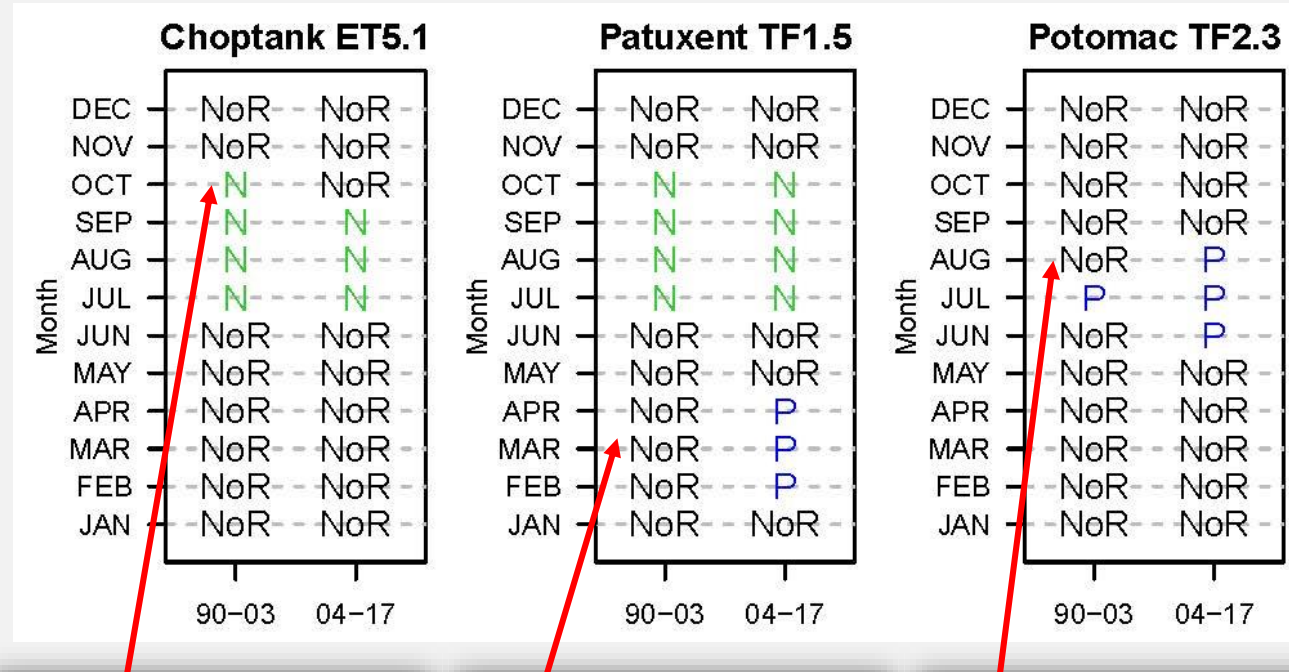 Choptank ET5.1 Patuxent TF1.5 Potomac TF2.3
DEC NoR NoR DEC NoR NoR DEC NoR NoR
NOV NoR NoR NOV NoR NoR NOV NoR NoR
OCT N NoR OCT N N OCT NoR NoR
SEP N N SEP N N SEP NoR NoR
AUG N N AUG N N AUG NoR P
JUL N N JUL N N JUL P P
JUN NoR NoR JUN NoR NoR JUN NoR P
MAY NoR NoR MAY NoR NoR MAY NoR NoR
APR NoR NoR APR NoR P APR NoR NoR
MAR NoR NoR MAR NoR P MAR NoR NoR
FEB NoR NoR FEB NoR P FEB NoR NoR
JAN NoR NoR JAN NoR NoR JAN NoR NoR
Month Month Month
90–03 04–17 90–03 04–17 90–03 04–17